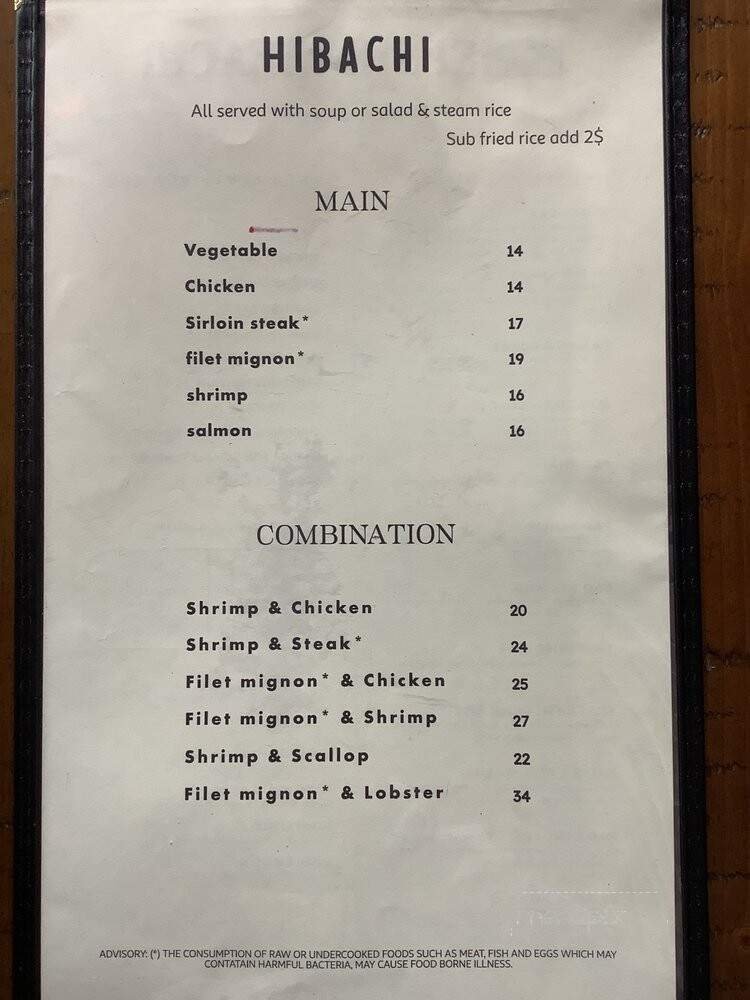 HIBACHI
All served with soup or salad & steam rice
Sub fried rice add 2$
MAIN
Vegetable 14
Chicken 14
Sirloin steak* 17
filet mignon* 19
shrimp 16
salmon 16
COMBINATION
Shrimp & Chicken 20
Shrimp & Steak* 24
Filet mignon* & Chicken 25
Filet mignon* & Shrimp 27
Shrimp & Scallop 22
Filet mignon* & Lobster 34
ADVISORY: (*) THE CONSUMPTION OF RAW OR UNDERCOOKED FOODS SUCH AS MEAT, FISH AND EGGS WHICH MAY
CONTATAIN HARMFUL BACTERIA, MAY CAUSE FOOD BORNE ILLNESS.